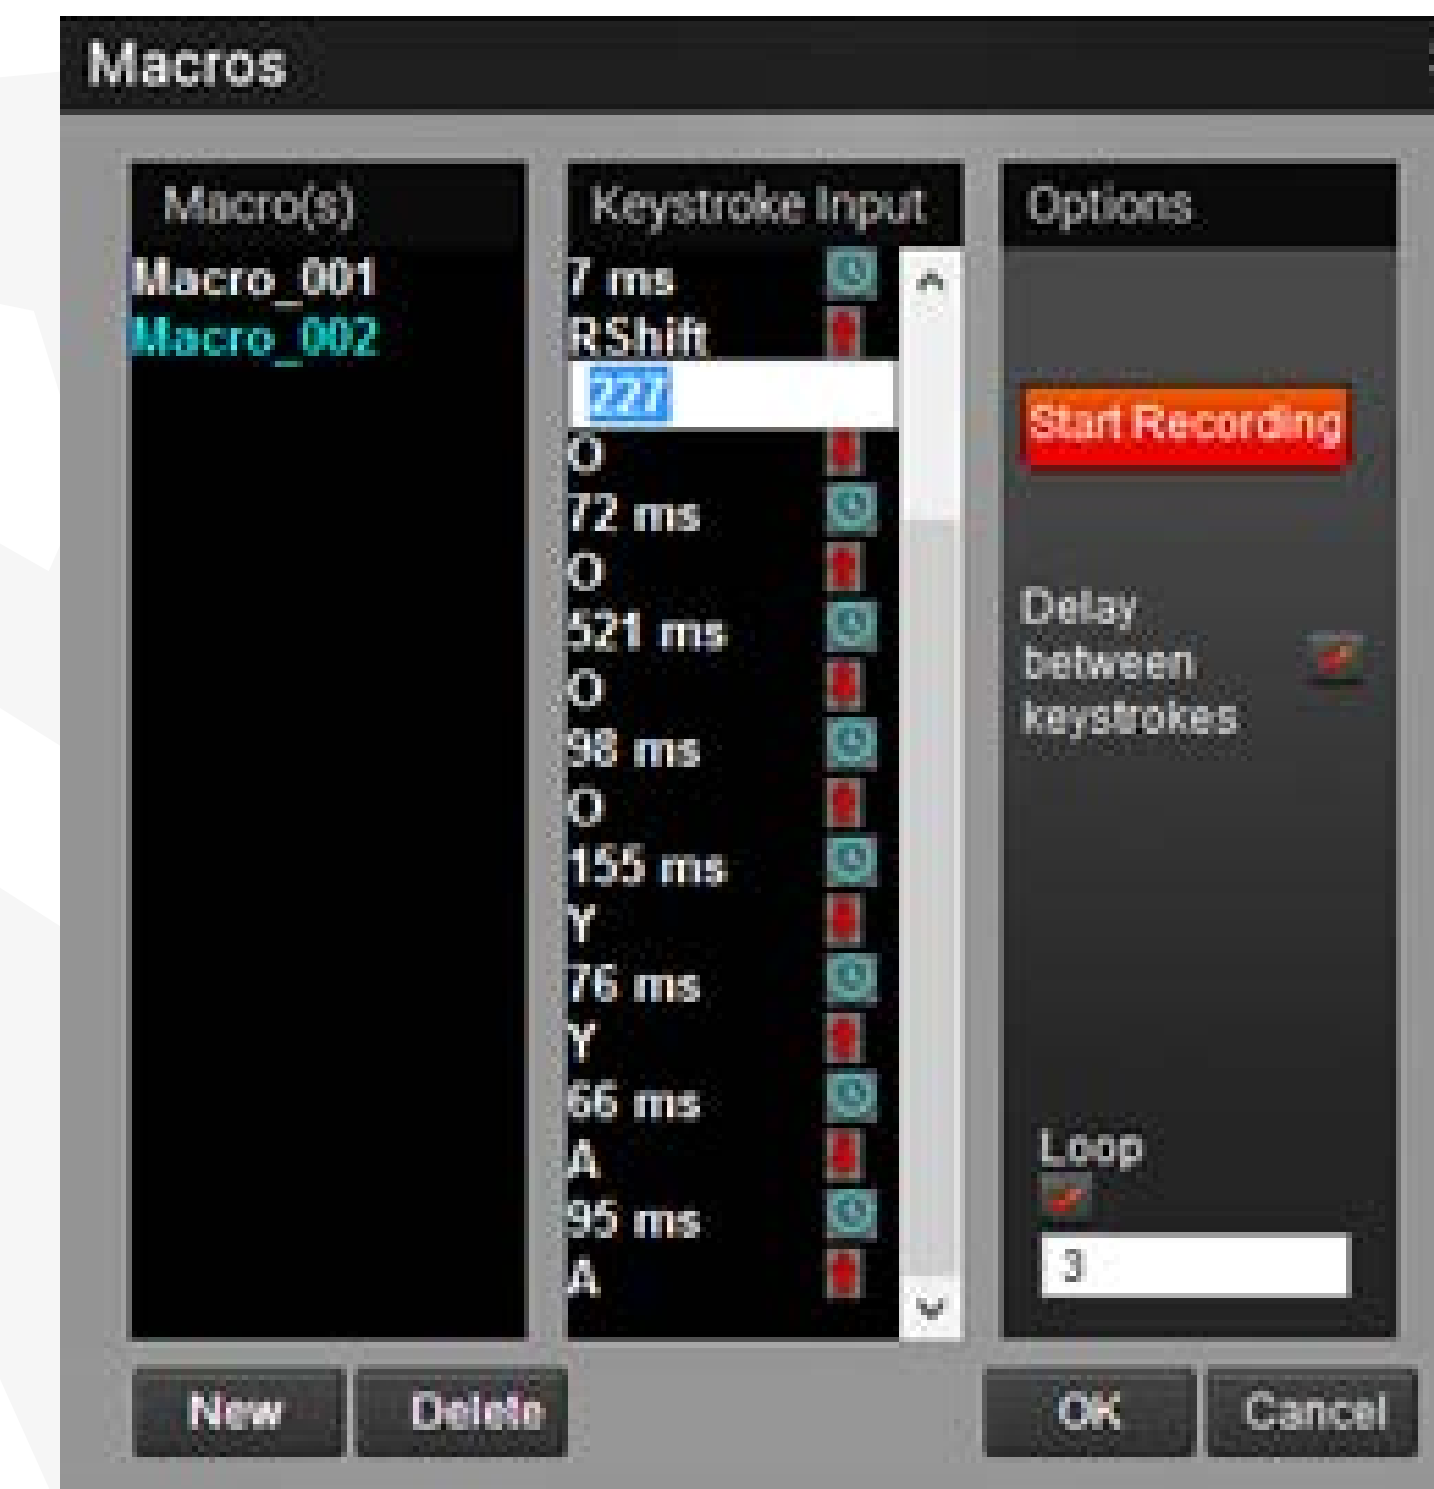 Macros
Macro(s)
Macro_001
Macro_002
Keystroke Input
7 ms
RShift
227
O
72 ms
O
521 ms
O
98 ms
O
155 ms
Y
76 ms
Y
66 ms
A
95 ms
A
Options
Start Recording
Delay
between
keystrokes
Loop
3
New
Delete
OK
Cancel